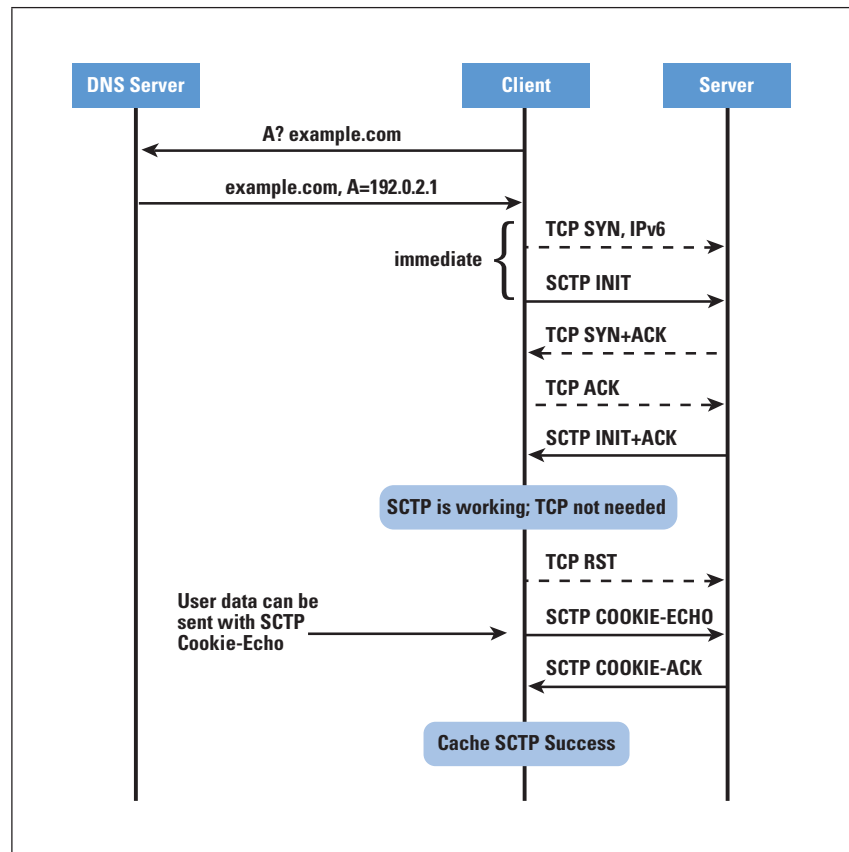 DNS Server
Client
Server
A? example.com
example.com, A=192.0.2.1
TCP SYN, IPv6
immediate
SCTP INIT
TCP SYN+ACK
TCP ACK
SCTP INIT+ACK
SCTP is working; TCP not needed
TCP RST
User data can be
sent with SCTP
Cookie-Echo
SCTP COOKIE-ECHO
SCTP COOKIE-ACK
Cache SCTP Success